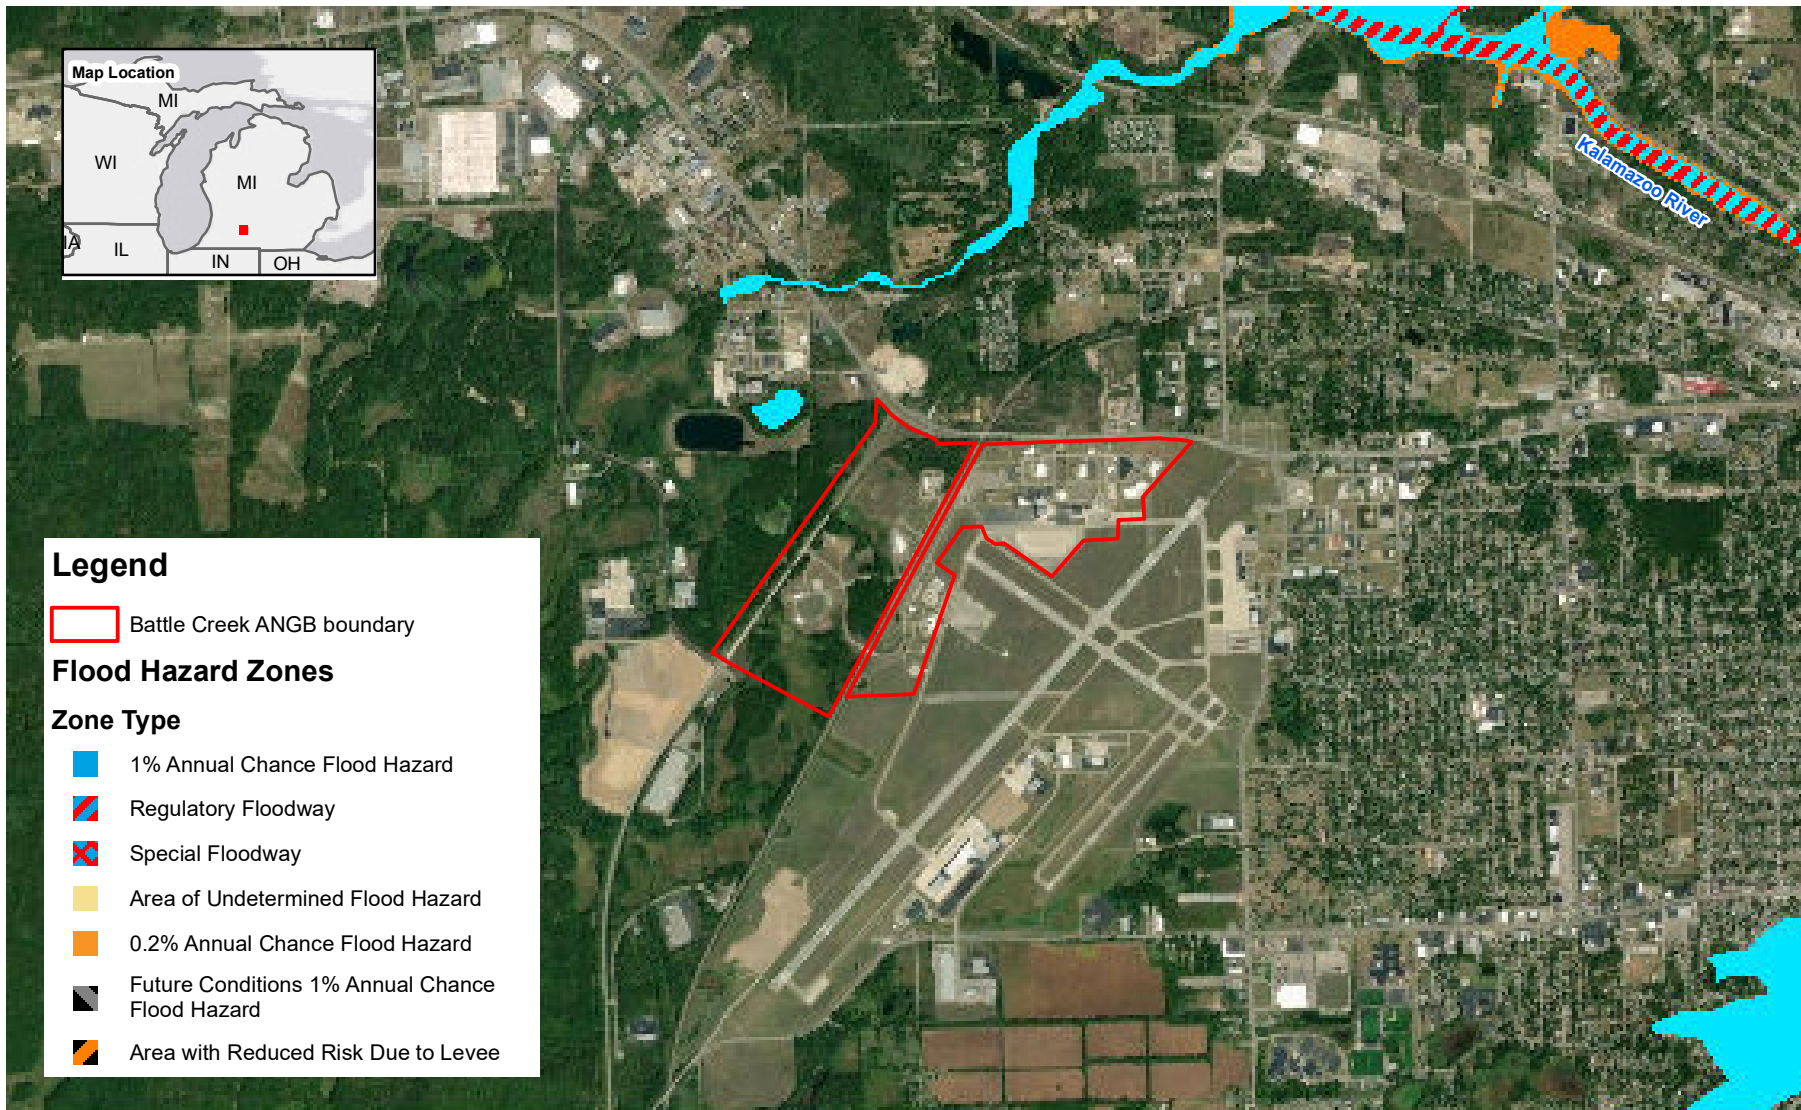 Map Location
MI
WI
MI
IA
IL
IN
OH
Kalamazoo River
Legend
Battle Creek ANGB boundary
Flood Hazard Zones
Zone Type
1% Annual Chance Flood Hazard
Regulatory Floodway
Special Floodway
Area of Undetermined Flood Hazard
0.2% Annual Chance Flood Hazard
Future Conditions 1% Annual Chance
Flood Hazard
Area with Reduced Risk Due to Levee